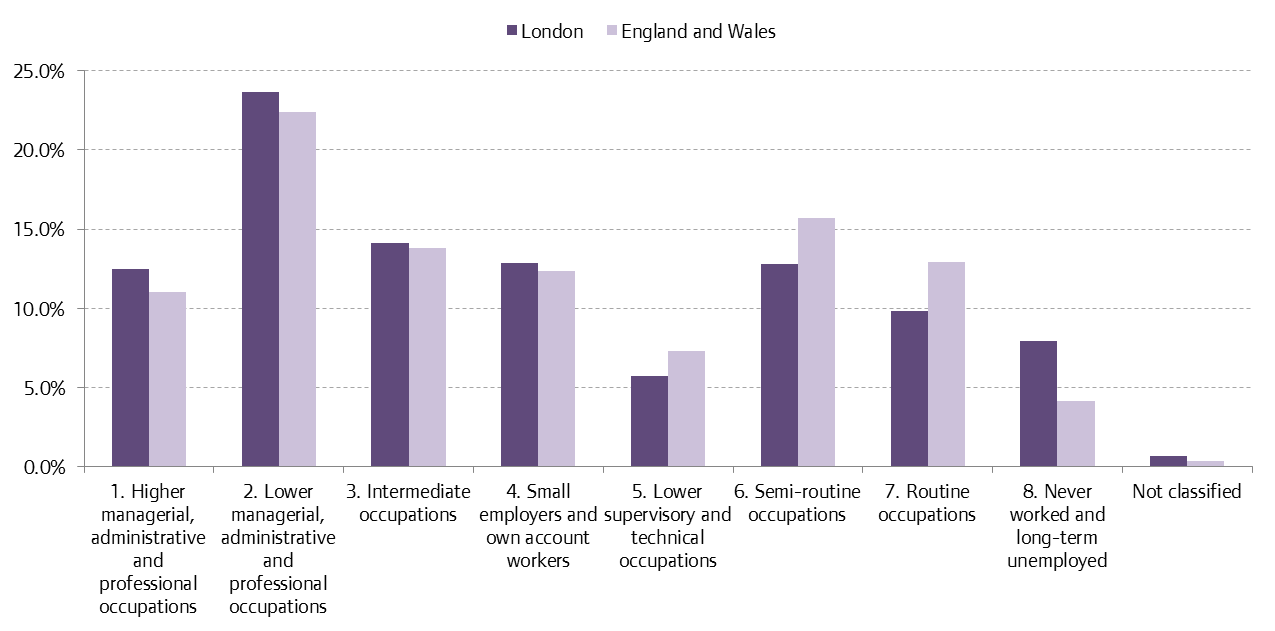 London England and Wales
25.0%
20.0%
15.0%
10.0%
5.0%
0.0%
1. Higher
managerial,
administrative
and
professional
occupations
2. Lower
managerial,
administrative
and
professional
occupations
3. Intermediate
occupations
4. Small
employers and
own account
workers
5. Lower
supervisory and
technical
occupations
6. Semi-routine
occupations
7. Routine
occupations
8. Never
worked and
long-term
unemployed
Not classified